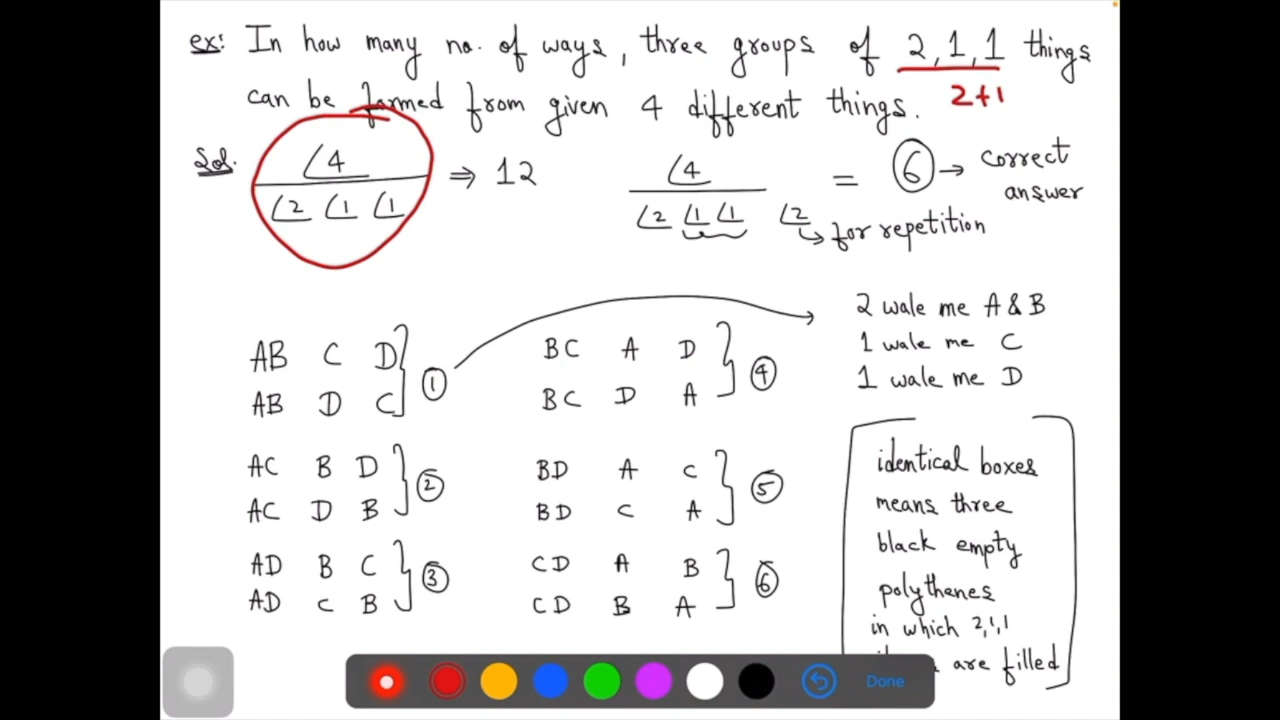 ex: In how many no. of ways, three groups of 2,1,1 things
2+1
can be formed from given 4 different things.
Sol. ∠4 / ∠2 ∠1 ∠1 ⇒ 12 ∠4 / ∠2 ∠1 ∠1 ∠2 = 6 → correct answer
↳ for repetition
AB C D
AB D C } 1
AC B D
AC D B } 2
AD B C
AD C B } 3
BC A D
BC D A } 4
BD A C
BD C A } 5
CD A B
CD B A } 6
2 wale me A & B
1 wale me C
1 wale me D
identical boxes
means three
black empty
polythenes
in which 2,1,1
are filled
Done